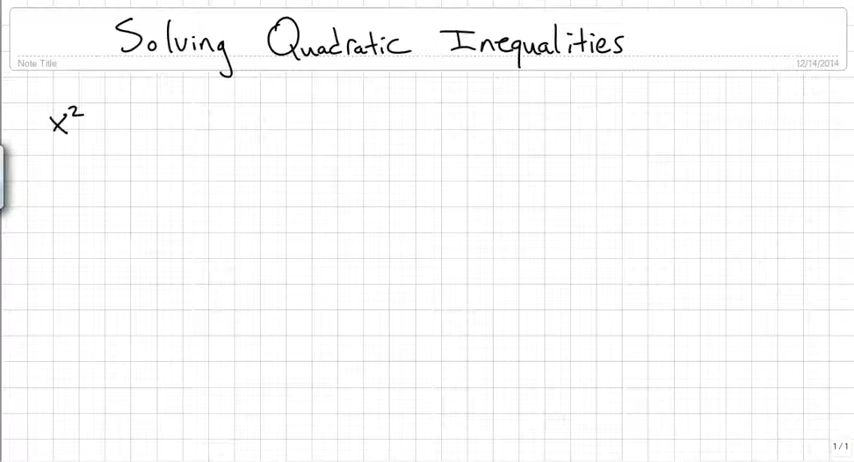 Solving Quadratic Inequalities
Note Title 12/14/2014
x²
1 / 1